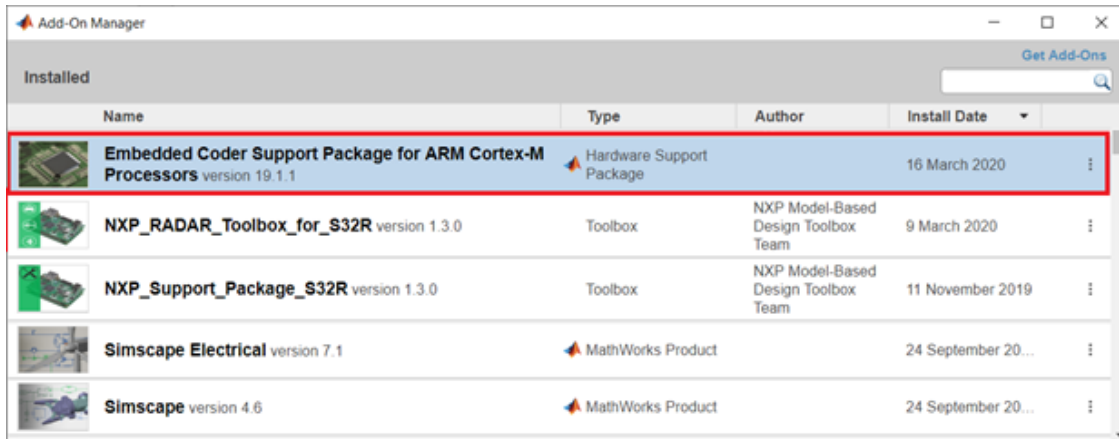 Add-On Manager
Get Add-Ons
Installed
Name Type Author Install Date
Embedded Coder Support Package for ARM Cortex-M
Processors version 19.1.1
Hardware Support
Package
16 March 2020
NXP_RADAR_Toolbox_for_S32R version 1.3.0
Toolbox
NXP Model-Based
Design Toolbox
Team
9 March 2020
NXP_Support_Package_S32R version 1.3.0
Toolbox
NXP Model-Based
Design Toolbox
Team
11 November 2019
Simscape Electrical version 7.1
MathWorks Product
24 September 20...
Simscape version 4.6
MathWorks Product
24 September 20...